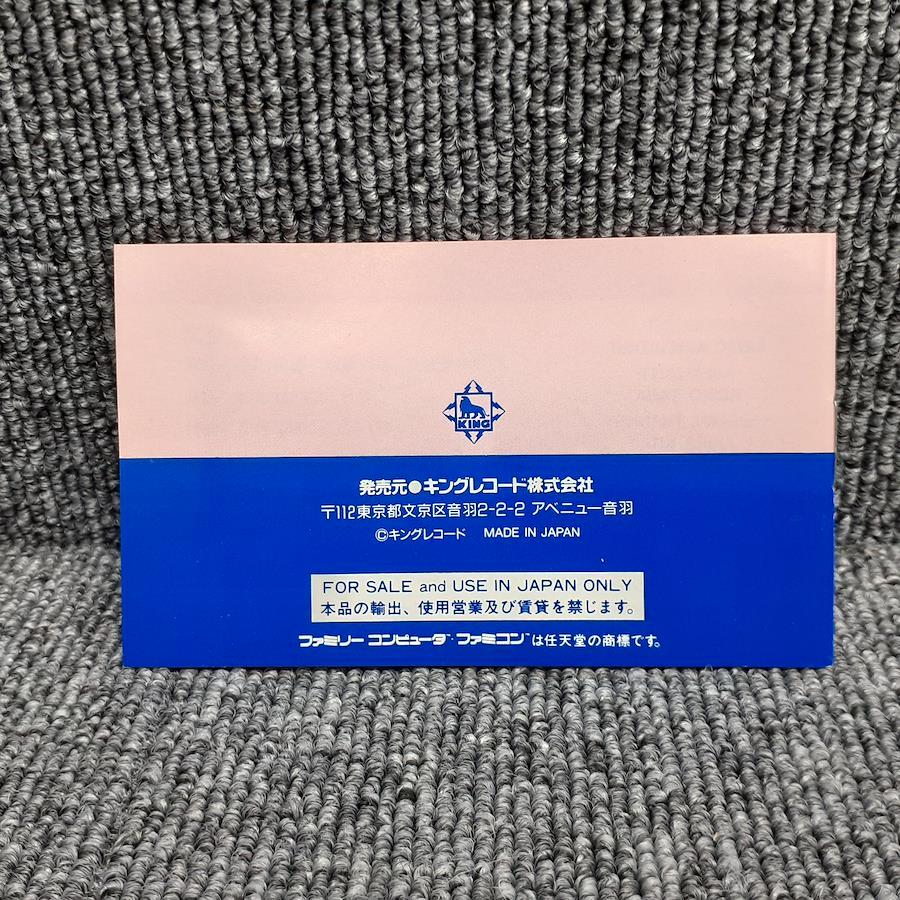 KING
発売元●キングレコード株式会社
〒112東京都文京区音羽2-2-2 アベニュー音羽
©キングレコード MADE IN JAPAN
FOR SALE and USE IN JAPAN ONLY
本品の輸出、使用営業及び賃貸を禁じます。
ファミリーコンピュータ™・ファミコン™は任天堂の商標です。